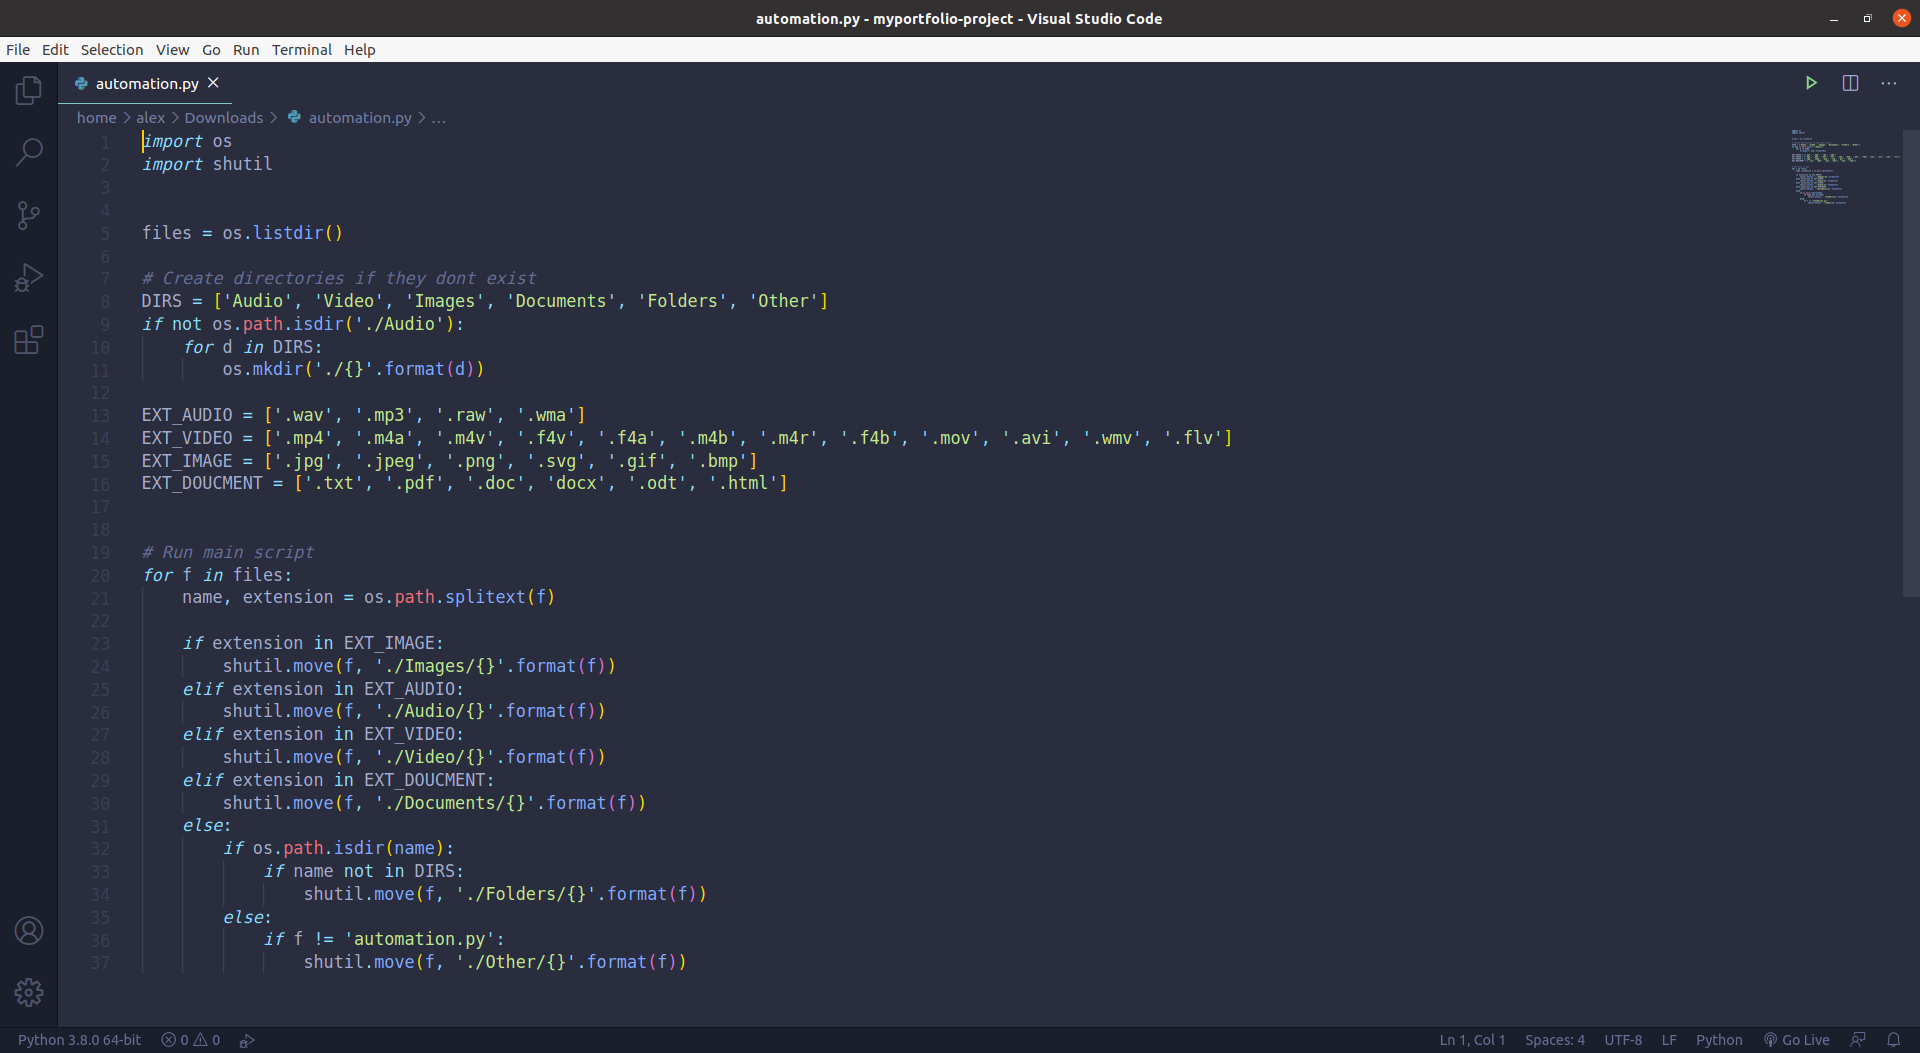 automation.py - myportfolio-project - Visual Studio Code
File Edit Selection View Go Run Terminal Help
automation.py
home > alex > Downloads > automation.py > ...
1 import os
2 import shutil
3
4
5 files = os.listdir()
6
7 # Create directories if they dont exist
8 DIRS = ['Audio', 'Video', 'Images', 'Documents', 'Folders', 'Other']
9 if not os.path.isdir('./Audio'):
10     for d in DIRS:
11         os.mkdir('./{}'.format(d))
12
13 EXT_AUDIO = ['.wav', '.mp3', '.raw', '.wma']
14 EXT_VIDEO = ['.mp4', '.m4a', '.m4v', '.f4v', '.f4a', '.m4b', '.m4r', '.f4b', '.mov', '.avi', '.wmv', '.flv']
15 EXT_IMAGE = ['.jpg', '.jpeg', '.png', '.svg', '.gif', '.bmp']
16 EXT_DOUCMENT = ['.txt', '.pdf', '.doc', 'docx', '.odt', '.html']
17
18
19 # Run main script
20 for f in files:
21     name, extension = os.path.splitext(f)
22
23     if extension in EXT_IMAGE:
24         shutil.move(f, './Images/{}'.format(f))
25     elif extension in EXT_AUDIO:
26         shutil.move(f, './Audio/{}'.format(f))
27     elif extension in EXT_VIDEO:
28         shutil.move(f, './Video/{}'.format(f))
29     elif extension in EXT_DOUCMENT:
30         shutil.move(f, './Documents/{}'.format(f))
31     else:
32         if os.path.isdir(name):
33             if name not in DIRS:
34                 shutil.move(f, './Folders/{}'.format(f))
35         else:
36             if f != 'automation.py':
37                 shutil.move(f, './Other/{}'.format(f))
Python 3.8.0 64-bit 0 0 Ln 1, Col 1 Spaces: 4 UTF-8 LF Python Go Live